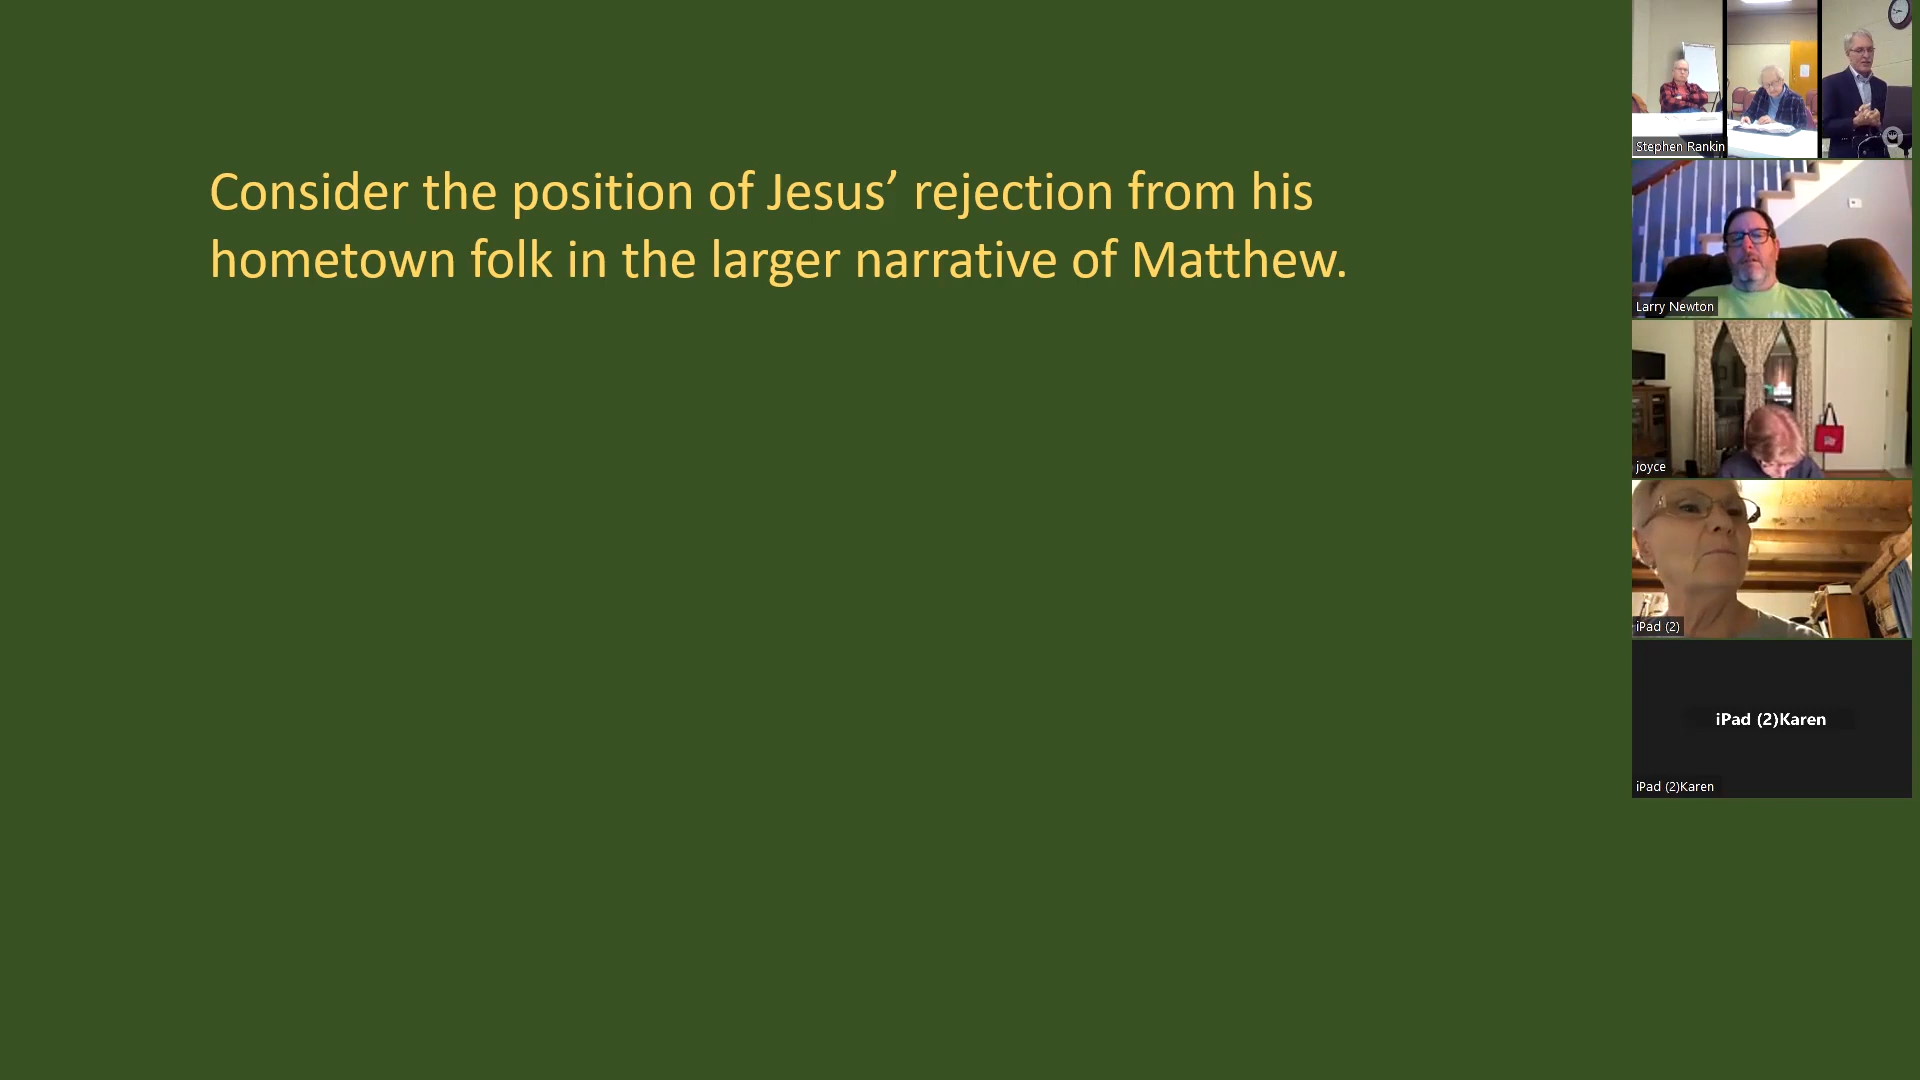 Consider the position of Jesus’ rejection from his
hometown folk in the larger narrative of Matthew.
Stephen Rankin
Larry Newton
joyce
iPad (2)
iPad (2)Karen
iPad (2)Karen